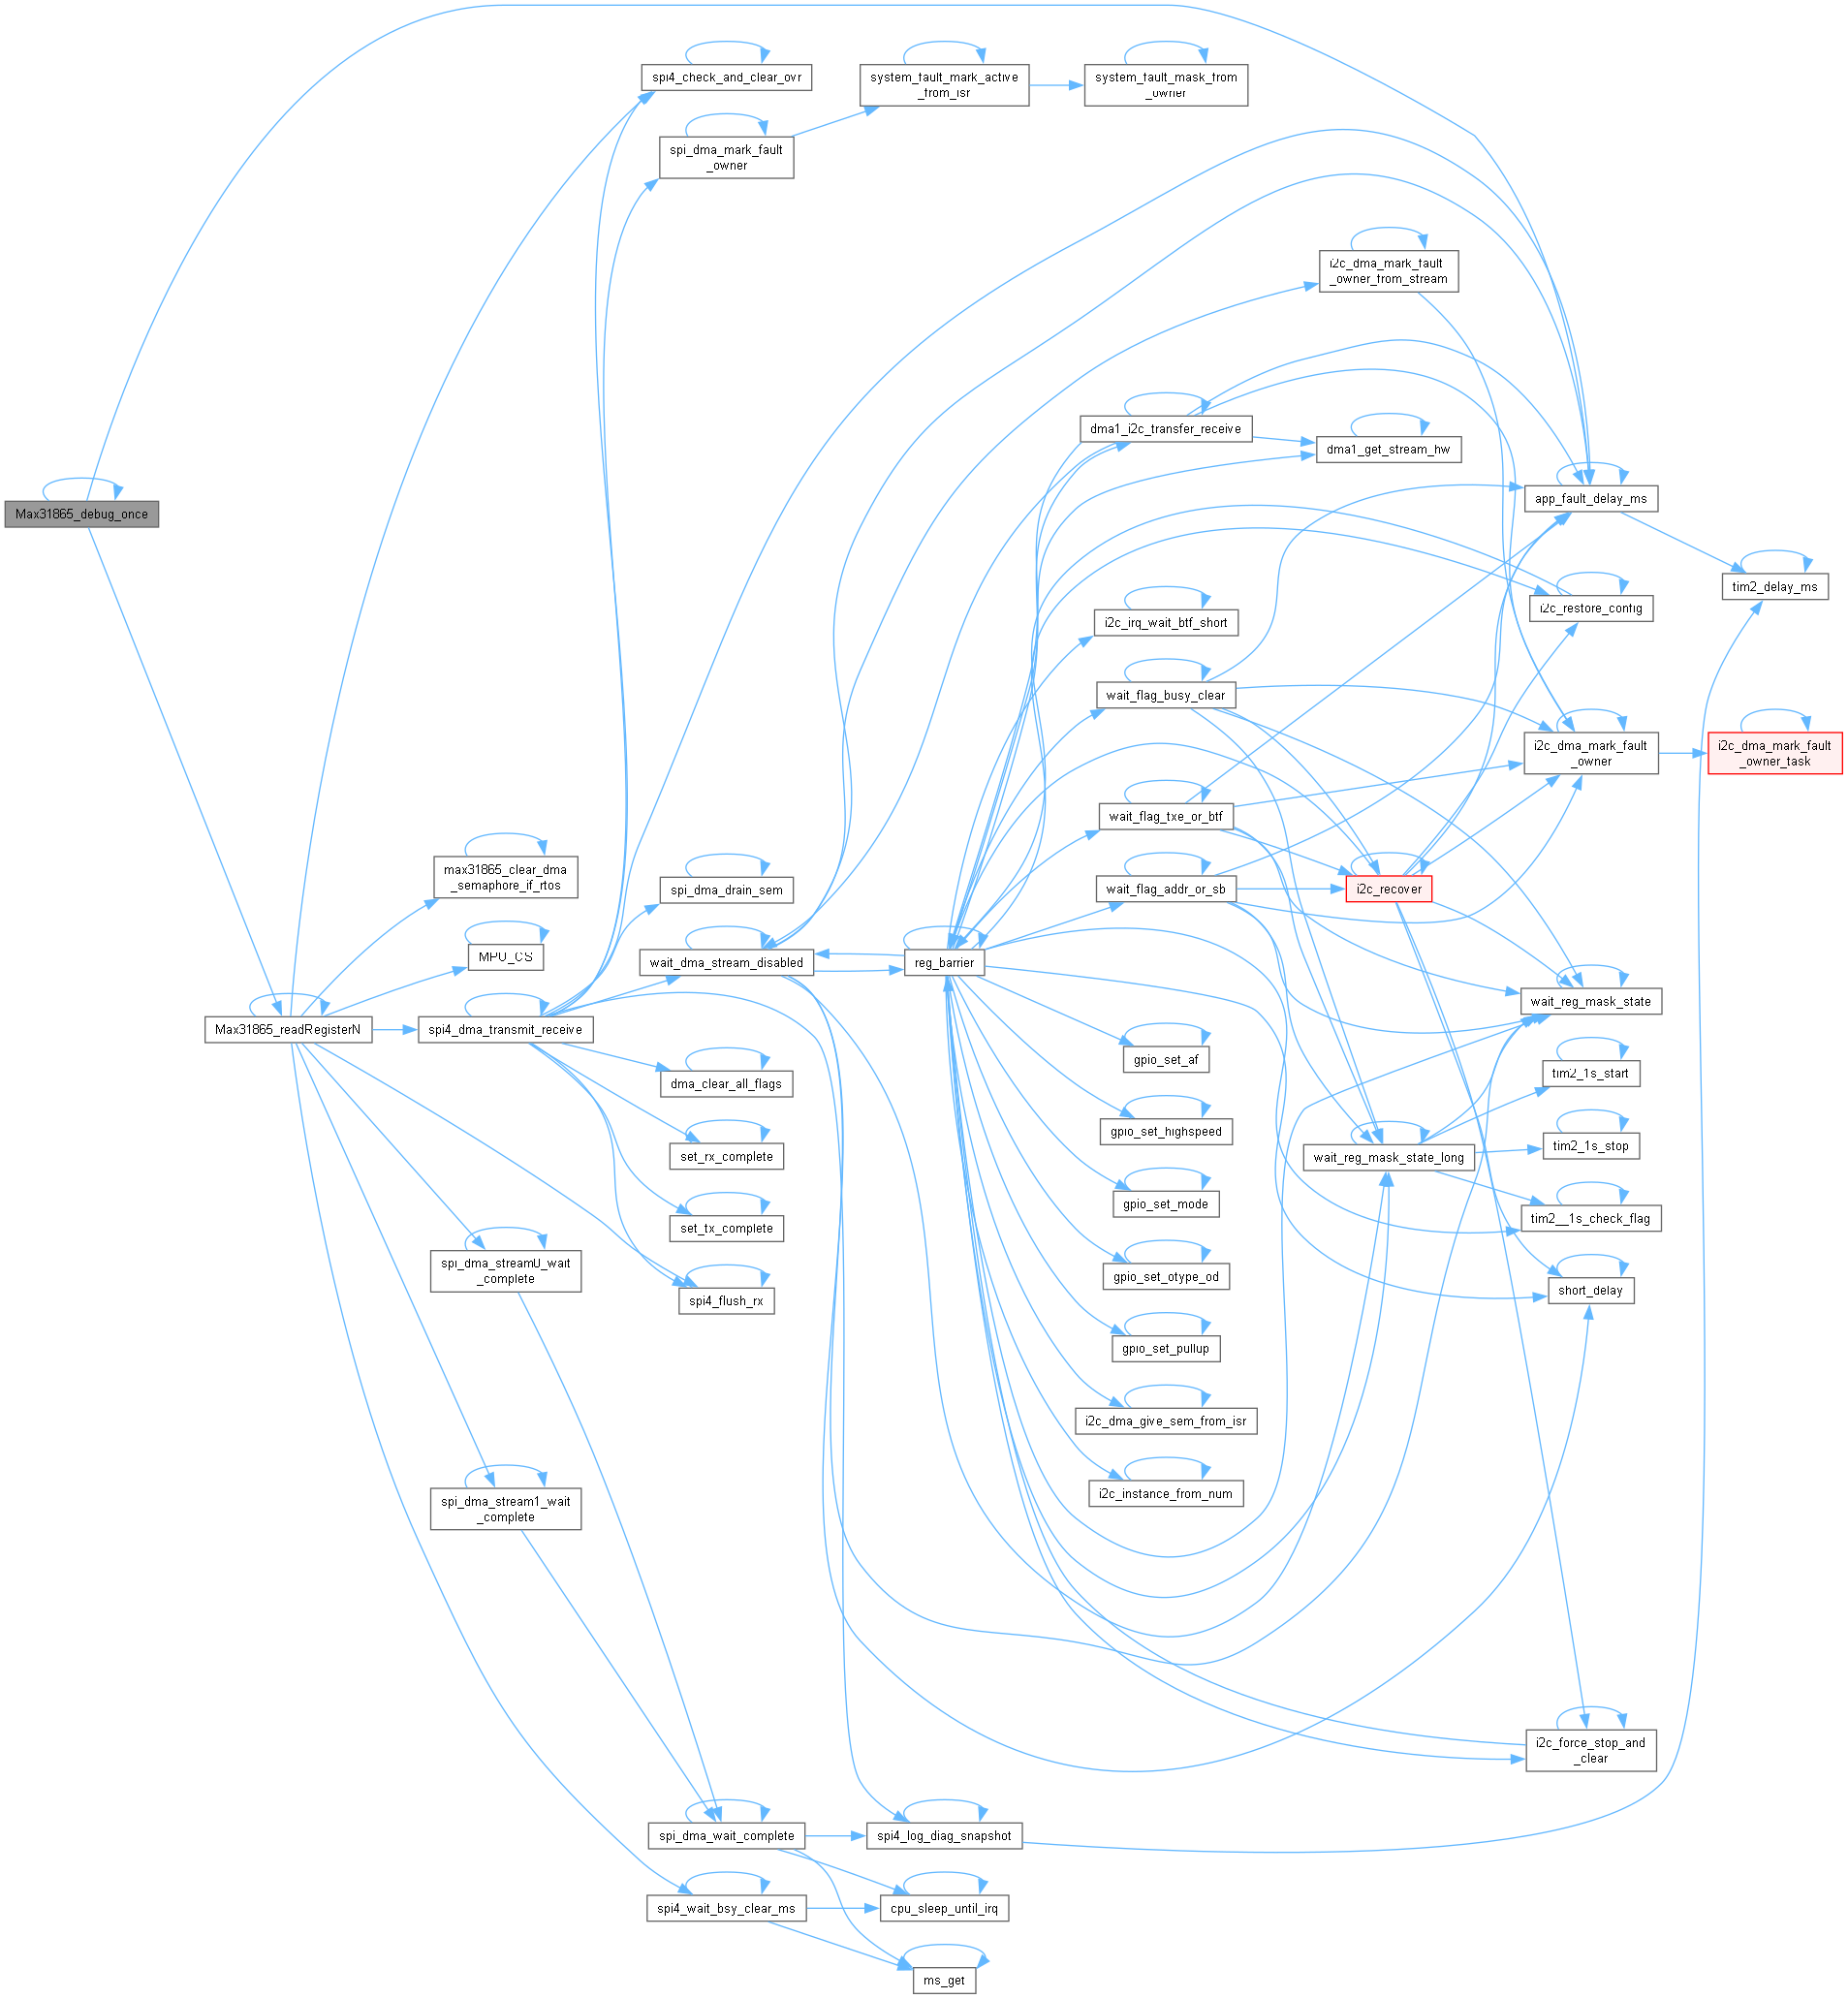 spi4_check_and_clear_ovr
system_fault_mark_active
_from_isr
system_fault_mask_from
_owner
spi_dma_mark_fault
_owner
i2c_dma_mark_fault
_owner_from_stream
dma1_i2c_transfer_receive
dma1_get_stream_hw
app_fault_delay_ms
Max31865_debug_once
tim2_delay_ms
i2c_restore_config
i2c_irq_wait_btf_short
wait_flag_busy_clear
i2c_dma_mark_fault
_owner
i2c_dma_mark_fault
_owner_task
wait_flag_txe_or_btf
max31865_clear_dma
_semaphore_if_rtos
spi_dma_drain_sem
wait_flag_addr_or_sb
i2c_recover
MPU_CS
wait_dma_stream_disabled
reg_barrier
wait_reg_mask_state
Max31865_readRegisterN
spi4_dma_transmit_receive
gpio_set_af
dma_clear_all_flags
tim2_1s_start
gpio_set_highspeed
tim2_1s_stop
set_rx_complete
wait_reg_mask_state_long
gpio_set_mode
tim2__1s_check_flag
set_tx_complete
spi_dma_stream0_wait
_complete
gpio_set_otype_od
short_delay
spi4_flush_rx
gpio_set_pullup
i2c_dma_give_sem_from_isr
spi_dma_stream1_wait
_complete
i2c_instance_from_num
i2c_force_stop_and
_clear
spi_dma_wait_complete
spi4_log_diag_snapshot
spi4_wait_bsy_clear_ms
cpu_sleep_until_irq
ms_get